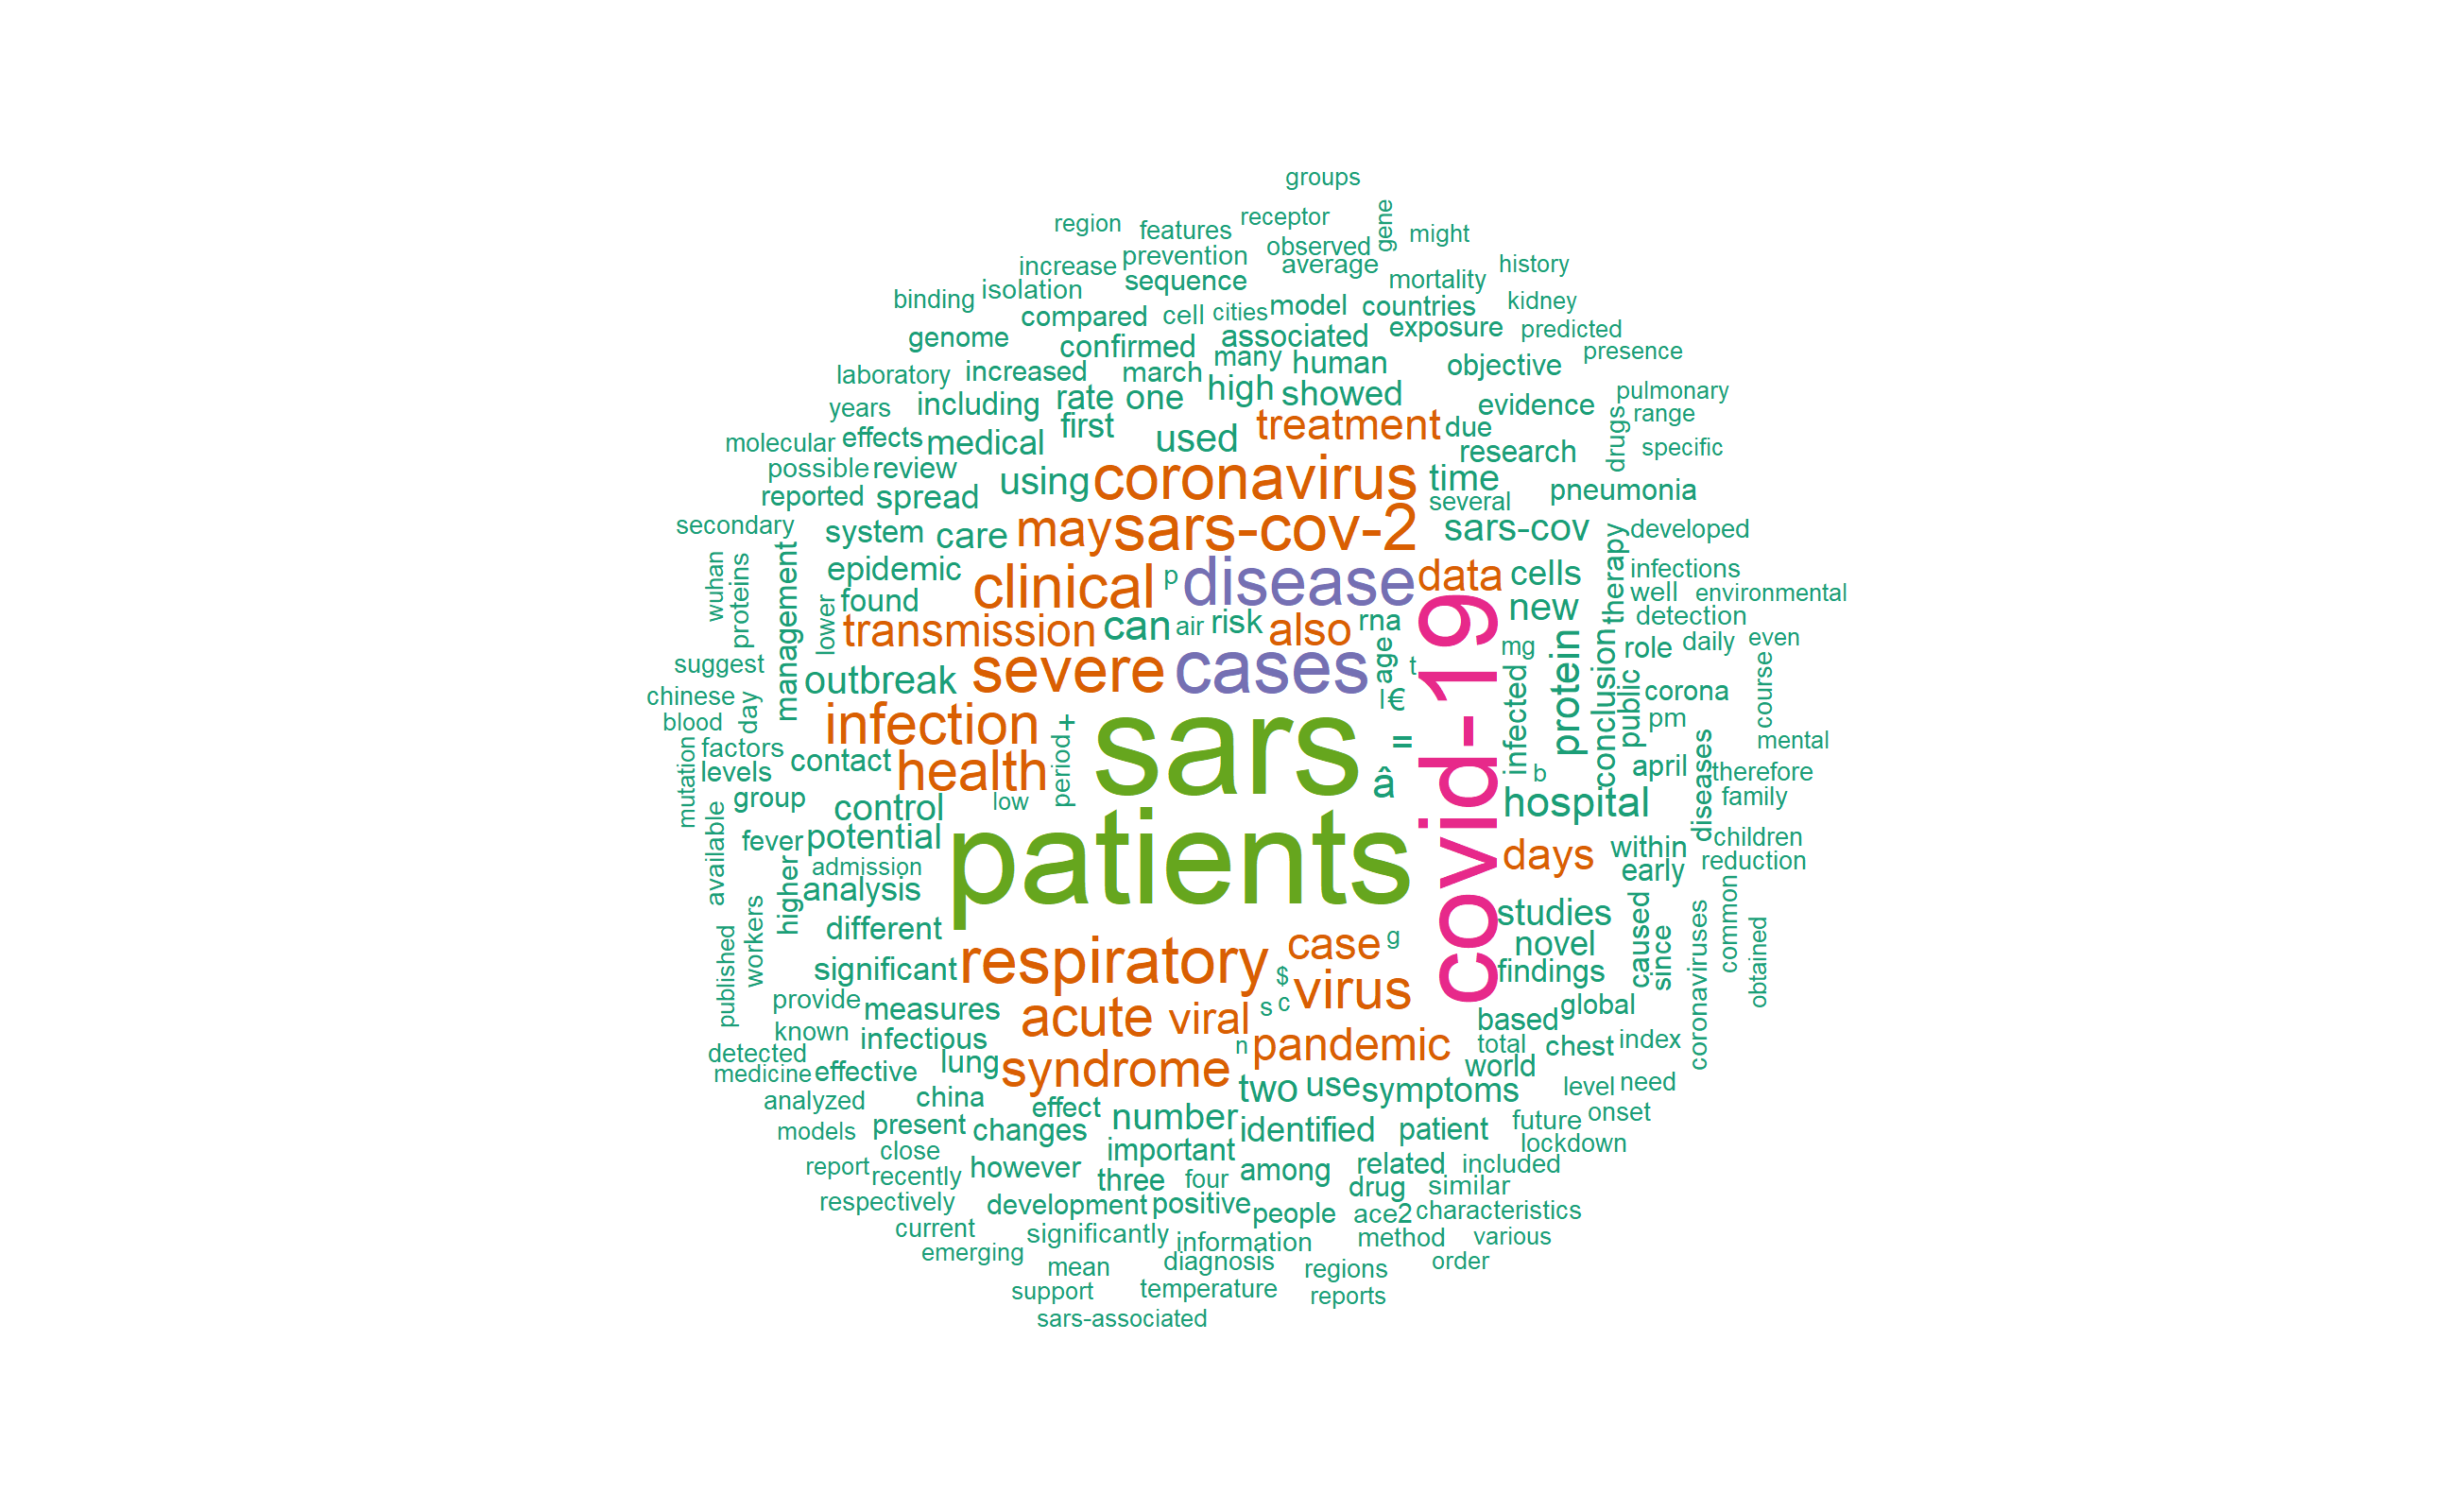 groups
region
features
receptor
gene
might
increase
prevention
observed
average
mortality
history
binding
isolation
sequence
genome
compared
cell
cities
model
countries
kidney
confirmed
associated
exposure
predicted
laboratory
increased
march
many
human
objective
presence
years
including
rate
one
high
showed
evidence
pulmonary
range
molecular
effects
medical
first
used
treatment
due
drugs
specific
possible
review
using
coronavirus
time
research
reported
spread
several
pneumonia
secondary
system
care
may
sars-cov-2
sars-cov
developed
wuhan
proteins
management
epidemic
clinical
p
disease
data
cells
therapy
infections
lower
found
new
well
environmental
transmission
can
air
risk
also
rna
detection
suggest
severe
cases
age
t
covid-19
mg
protein
conclusion
role
daily
even
chinese
day
outbreak
l
€
infected
public
corona
course
blood
infection
period
+
sars
=
pm
mental
mutation
factors
levels
contact
health
â
b
april
diseases
therefore
available
group
control
low
hospital
family
fever
potential
patients
days
within
children
higher
admission
analysis
early
reduction
published
workers
different
studies
caused
since
coronaviruses
common
obtained
significant
respiratory
case
g
novel
findings
provide
measures
$
virus
global
known
infectious
acute
viral
s
c
based
detected
lung
n
pandemic
total
chest
index
medicine
effective
syndrome
world
analyzed
china
effect
two
use
symptoms
level
need
models
present
changes
number
identified
patient
future
onset
close
important
lockdown
report
recently
however
three
four
among
related
included
respectively
development
positive
people
drug
similar
ace2
characteristics
current
significantly
information
method
various
emerging
mean
diagnosis
regions
order
support
temperature
reports
sars-associated